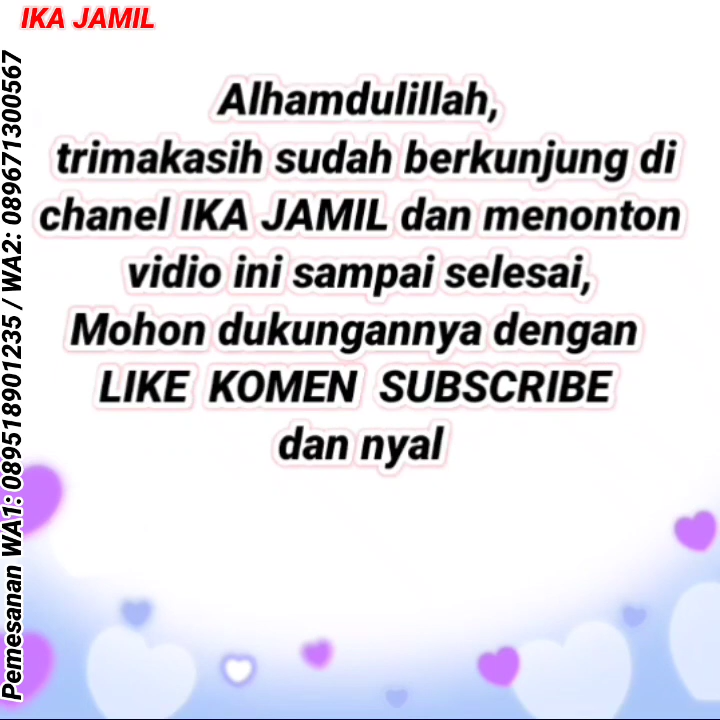 IKA JAMIL
Alhamdulillah,
trimakasih sudah berkunjung di
chanel IKA JAMIL dan menonton
vidio ini sampai selesai,
Mohon dukungannya dengan
LIKE KOMEN SUBSCRIBE
dan nyal
Pemesanan WA1: 089518901235 / WA2: 089671300567